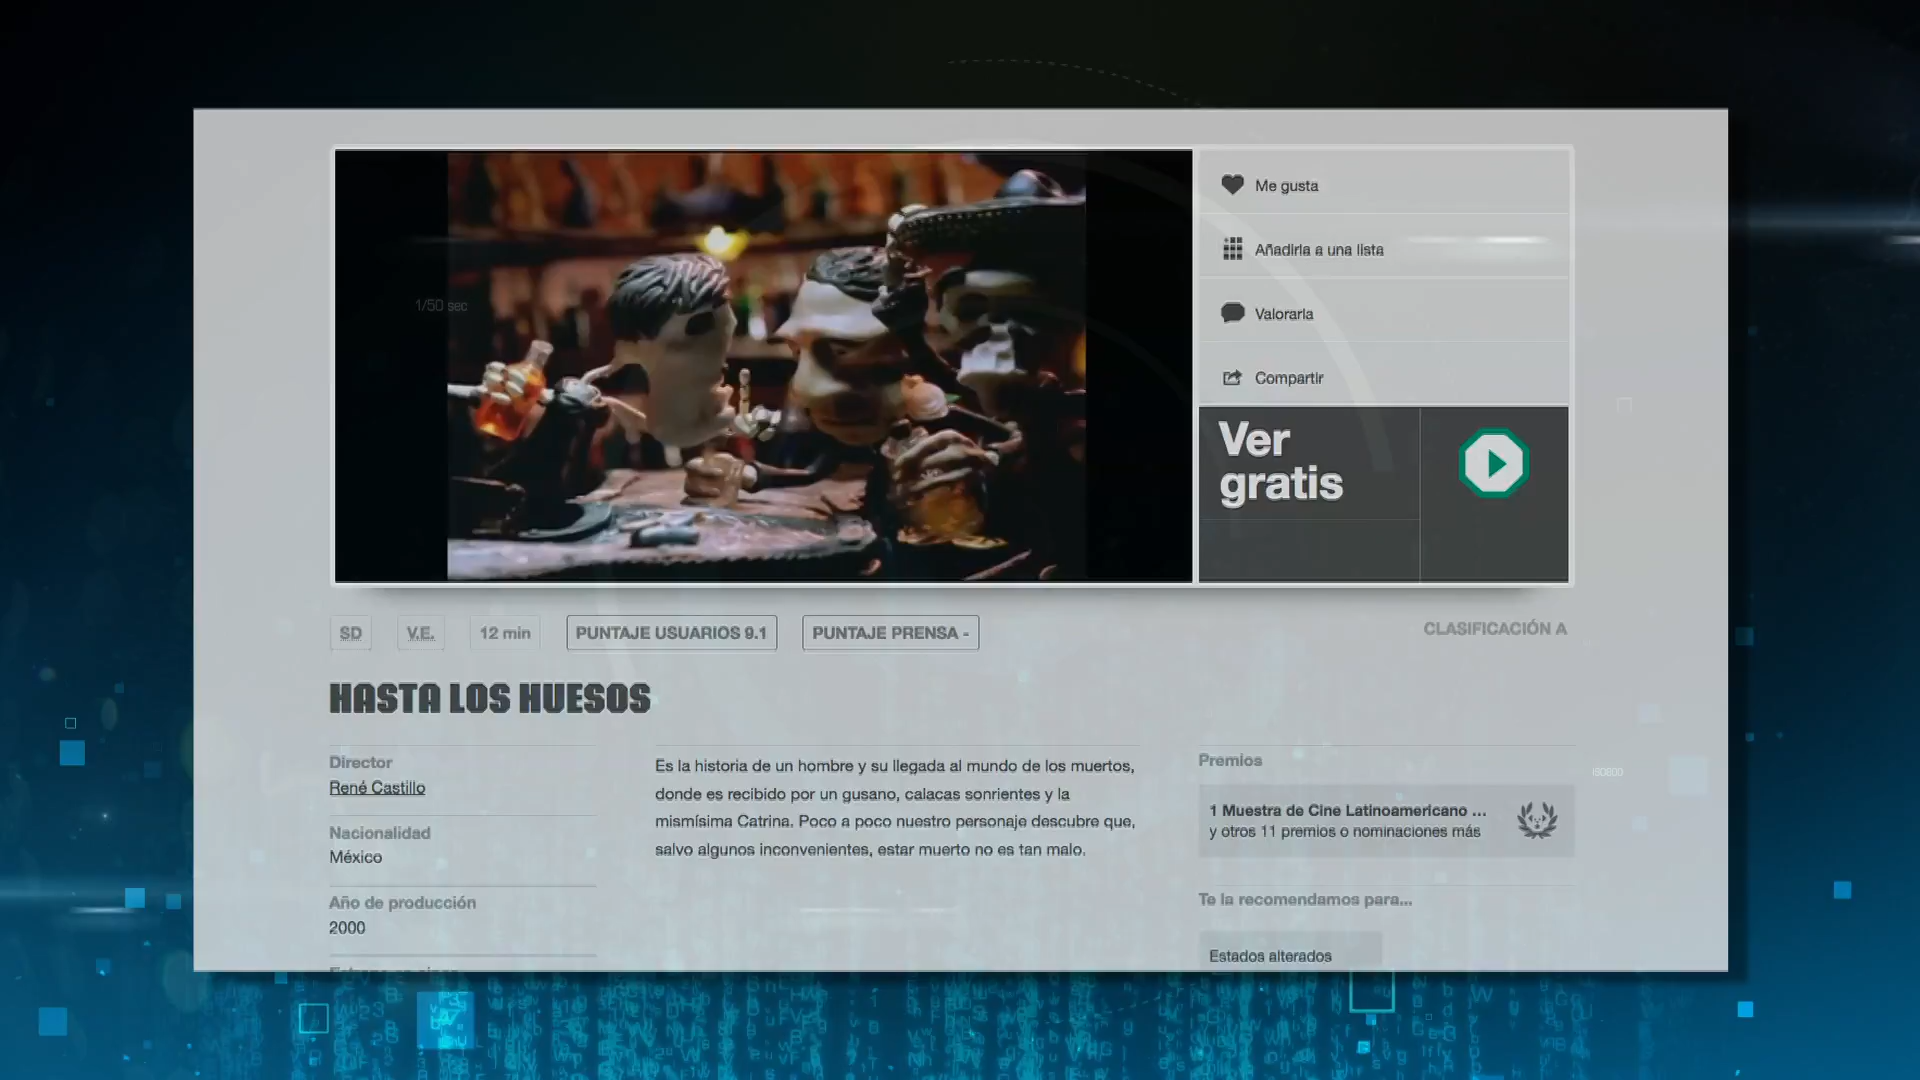 1/50 sec
Me gusta
Añadirla a una lista
Valorarla
Compartir
Ver
gratis
SD
V.E.
12 min
PUNTAJE USUARIOS 9.1
PUNTAJE PRENSA -
CLASIFICACIÓN A
HASTA LOS HUESOS
Director
René Castillo
Nacionalidad
México
Año de producción
2000
Es la historia de un hombre y su llegada al mundo de los muertos,
donde es recibido por un gusano, calacas sonrientes y la
mismísima Catrina. Poco a poco nuestro personaje descubre que,
salvo algunos inconvenientes, estar muerto no es tan malo.
Premios
1 Muestra de Cine Latinoamericano ...
y otros 11 premios o nominaciones más
Te la recomendamos para...
Estados alterados
ISO800